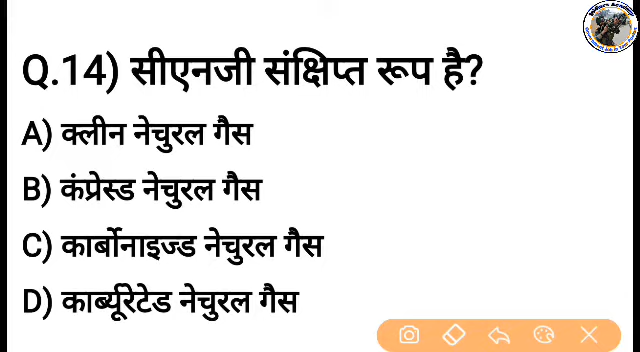 Q.14) सीएनजी संक्षिप्त रूप है?
A) क्लीन नेचुरल गैस
B) कंप्रेस्ड नेचुरल गैस
C) कार्बोनाइज्ड नेचुरल गैस
D) कार्ब्यूरेटेड नेचुरल गैस